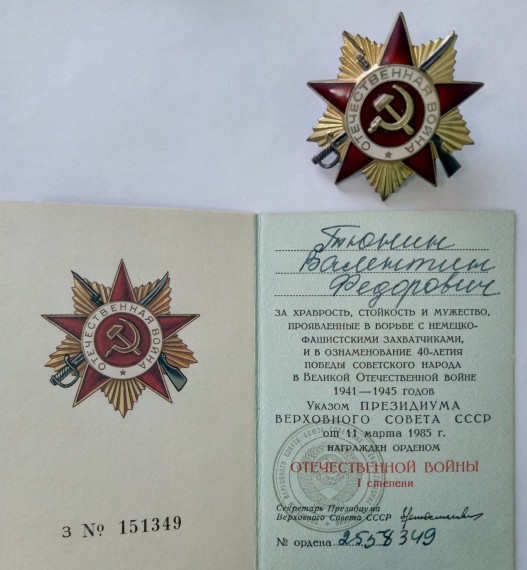 ОТЕЧЕСТВЕННАЯ ВОЙНА
ОТЕЧЕСТВЕННАЯ ВОЙНА
З № 151349
Тюнин
Валентин
Федорович
ЗА ХРАБРОСТЬ, СТОЙКОСТЬ И МУЖЕСТВО,
ПРОЯВЛЕННЫЕ В БОРЬБЕ С НЕМЕЦКО-
ФАШИСТСКИМИ ЗАХВАТЧИКАМИ,
И В ОЗНАМЕНОВАНИЕ 40-ЛЕТИЯ
ПОБЕДЫ СОВЕТСКОГО НАРОДА
В ВЕЛИКОЙ ОТЕЧЕСТВЕННОЙ ВОЙНЕ
1941—1945 ГОДОВ
УКАЗОМ ПРЕЗИДИУМА
ВЕРХОВНОГО СОВЕТА СССР
от 11 марта 1985 г.
НАГРАЖДЕН ОРДЕНОМ
ОТЕЧЕСТВЕННОЙ ВОЙНЫ
I степени
Секретарь Президиума
Верховного Совета СССР
№ ордена 2558349